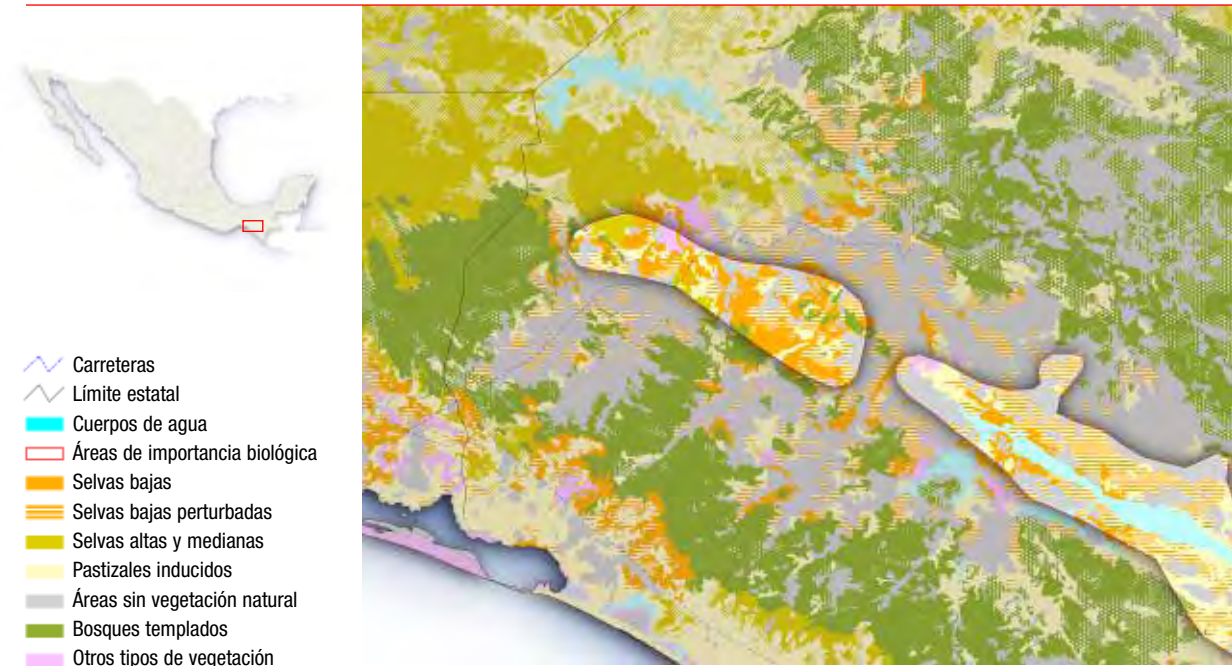 Carreteras
Límite estatal
Cuerpos de agua
Áreas de importancia biológica
Selvas bajas
Selvas bajas perturbadas
Selvas altas y medianas
Pastizales inducidos
Áreas sin vegetación natural
Bosques templados
Otros tipos de vegetación